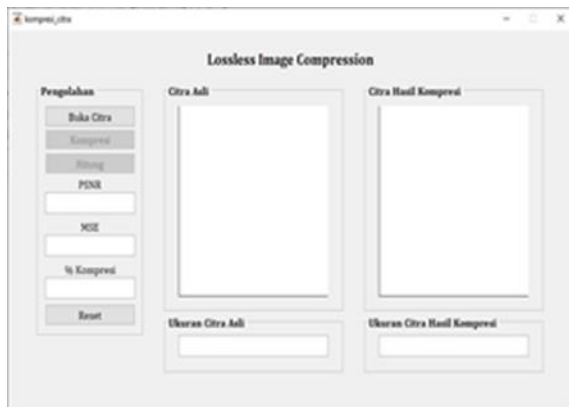 kompresi_citra
Lossless Image Compression
Pengolahan
Buka Citra
Kompresi
Hitung
PSNR
MSE
% Kompresi
Reset
Citra Asli
Citra Hasil Kompresi
Ukuran Citra Asli
Ukuran Citra Hasil Kompresi